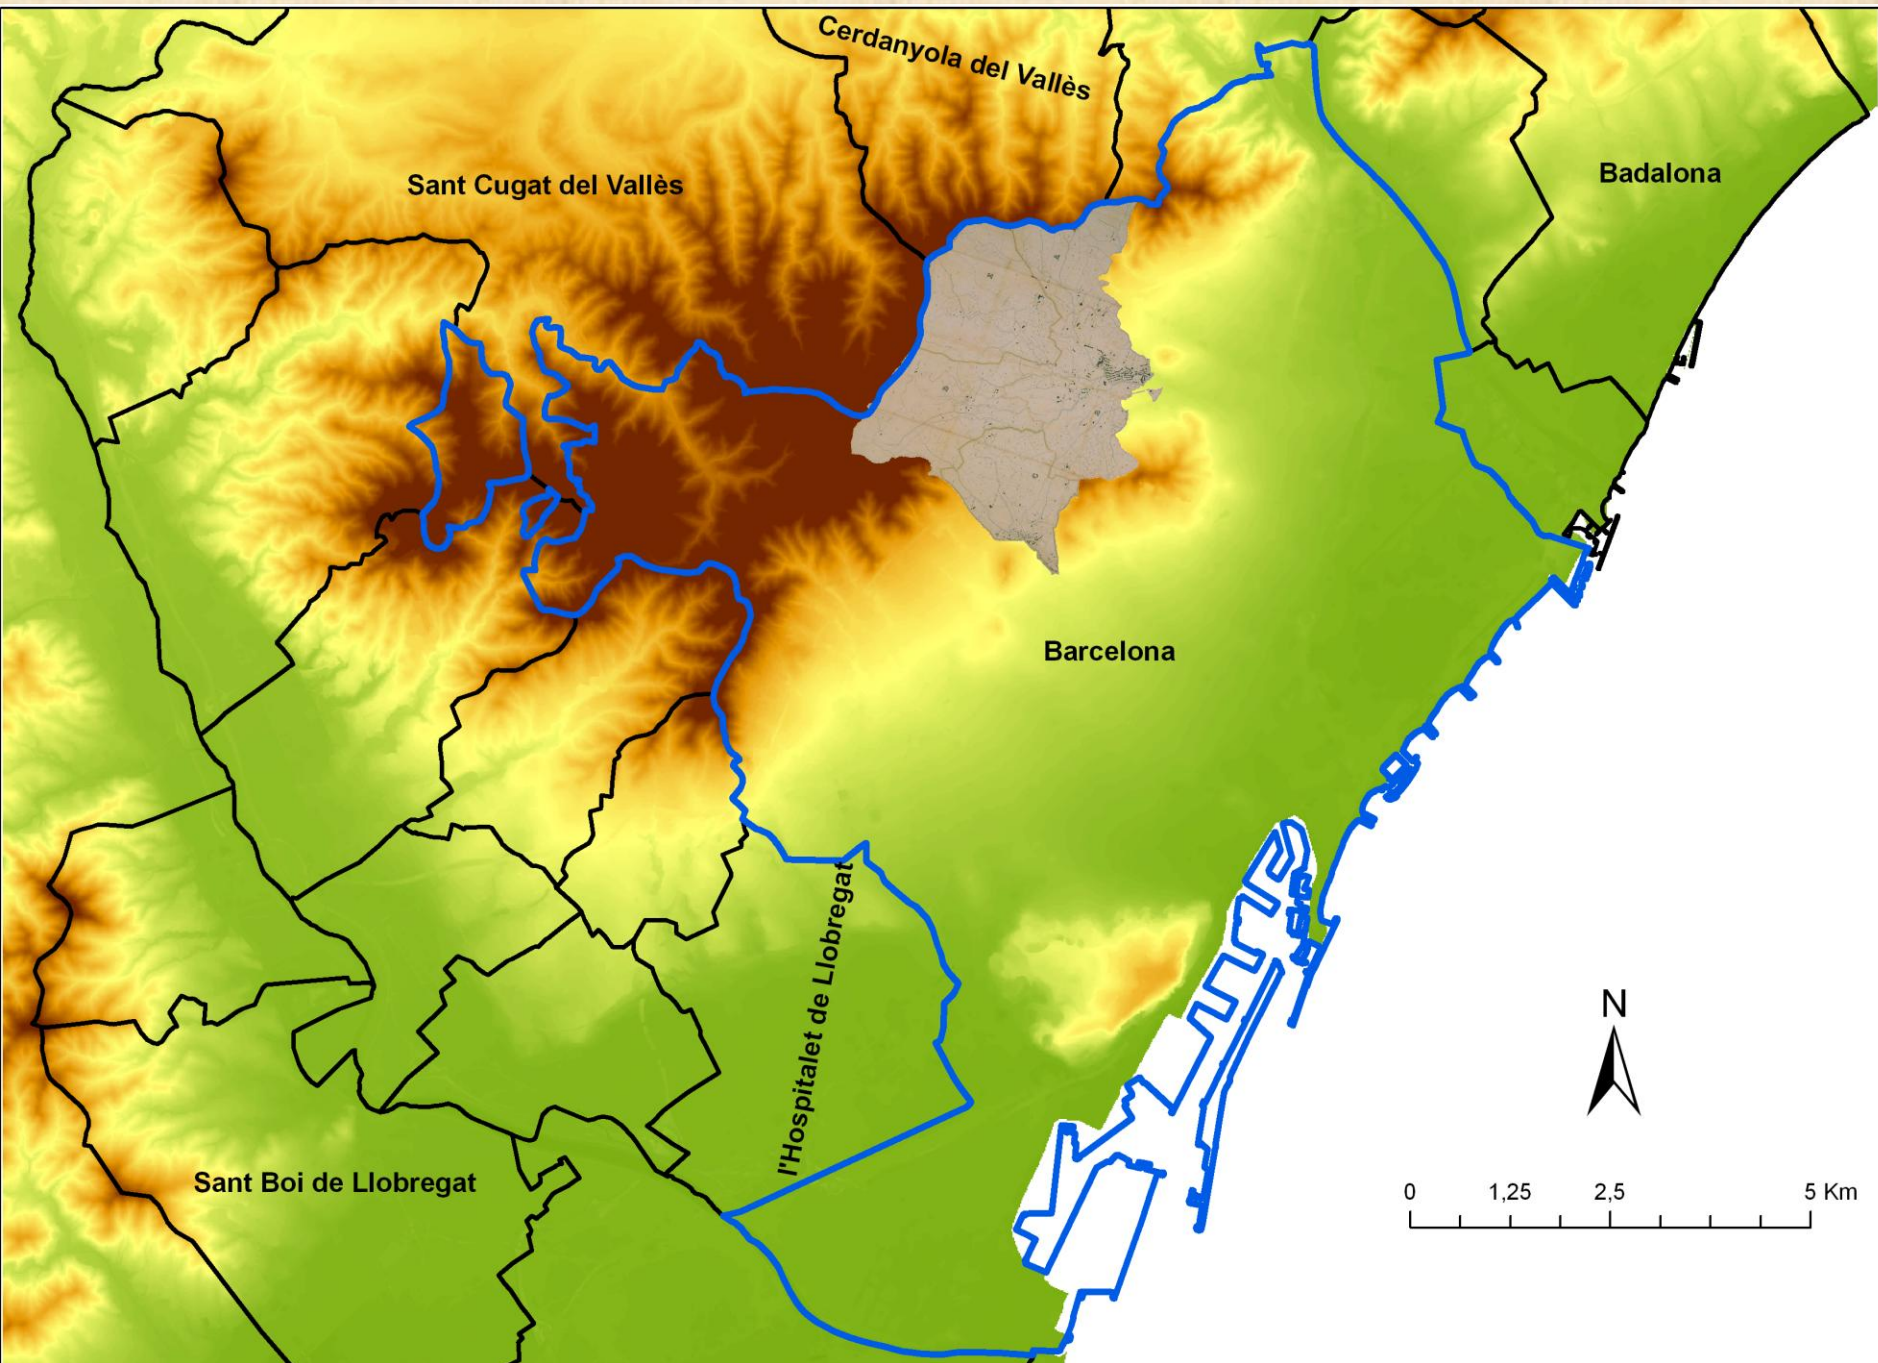 Cerdanyola del Vallès
Badalona
Sant Cugat del Vallès
Barcelona
l'Hospitalet de Llobregat
N
Sant Boi de Llobregat
0 1,25 2,5 5 Km